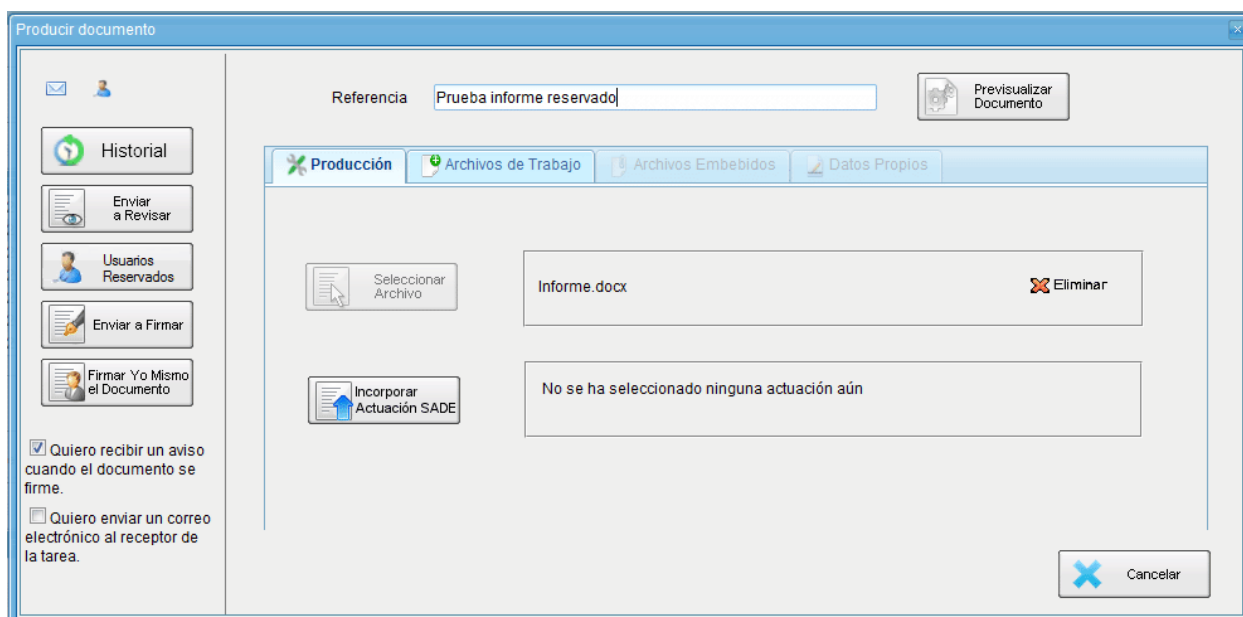 Producir documento
Referencia
Prueba informe reservado
Previsualizar
Documento
Historial
Enviar
a Revisar
Usuarios
Reservados
Enviar a Firmar
Firmar Yo Mismo
el Documento
Quiero recibir un aviso
cuando el documento se
firme.
Quiero enviar un correo
electrónico al receptor de
la tarea.
Producción
Archivos de Trabajo
Archivos Embebidos
Datos Propios
Seleccionar
Archivo
Informe.docx
Eliminar
Incorporar
Actuación SADE
No se ha seleccionado ninguna actuación aún
Cancelar